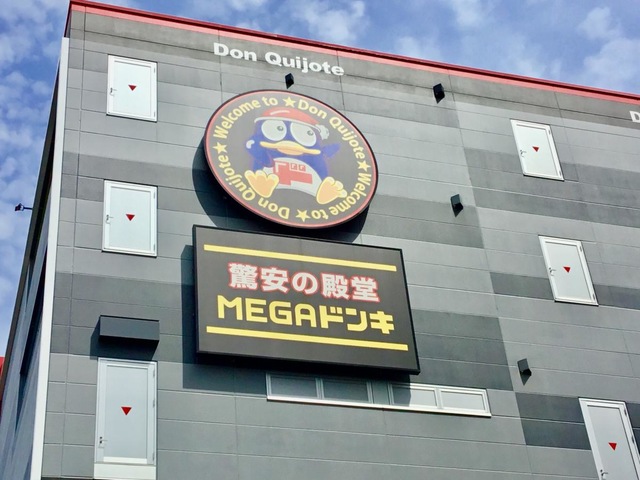 Don Quijote
D
Welcome to ★ Don Quijote ★ Welcome to ★ Don Quijote ★
驚安の殿堂
MEGAドンキ